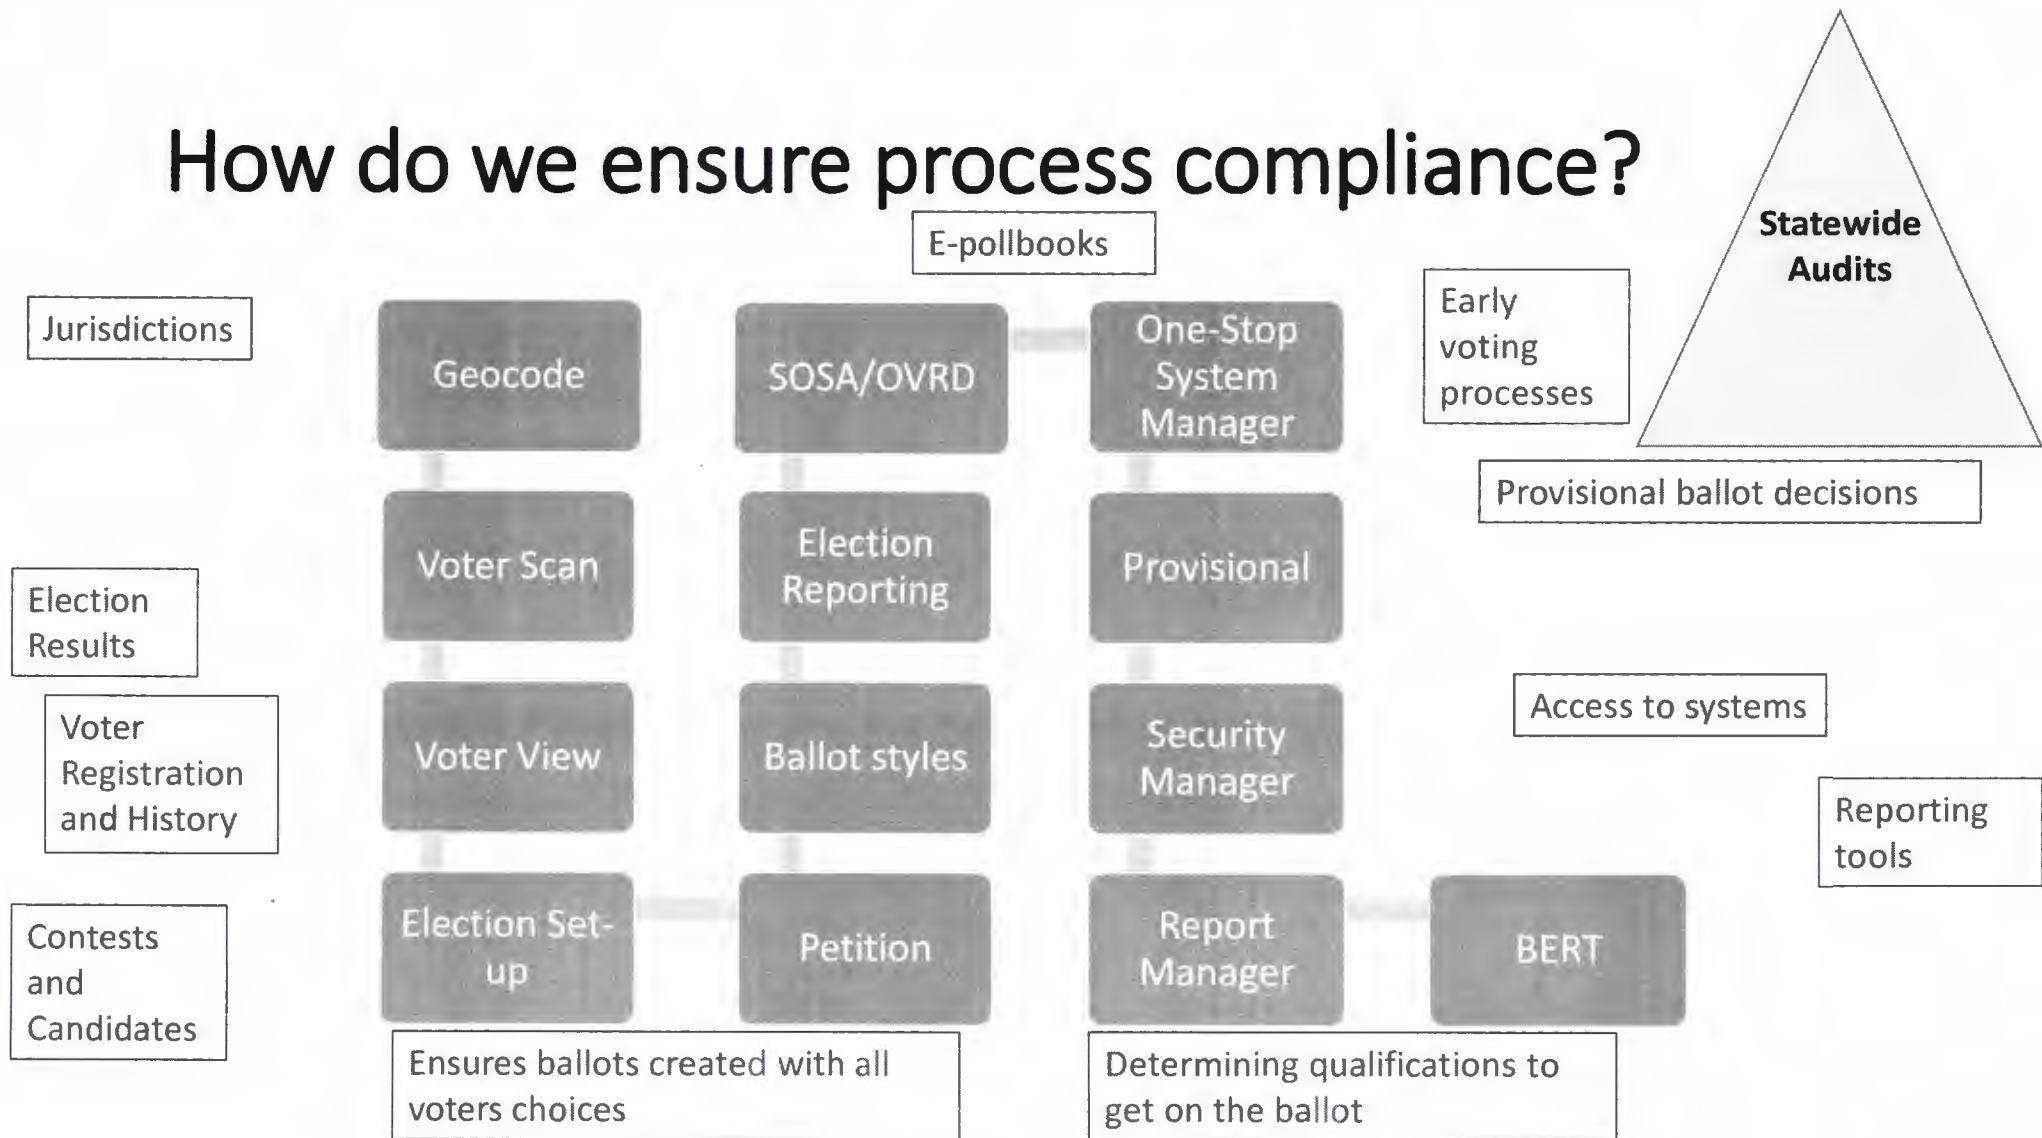 How do we ensure process compliance?
Statewide
Audits
E-pollbooks
Jurisdictions
Geocode
SOSA/OVRD
One-Stop
System
Manager
Early
voting
processes
Provisional ballot decisions
Voter Scan
Election
Reporting
Provisional
Election
Results
Voter
Registration
and History
Voter View
Ballot styles
Security
Manager
Access to systems
Reporting
tools
Contests
and
Candidates
Election Set-
up
Petition
Report
Manager
BERT
Ensures ballots created with all
voters choices
Determining qualifications to
get on the ballot